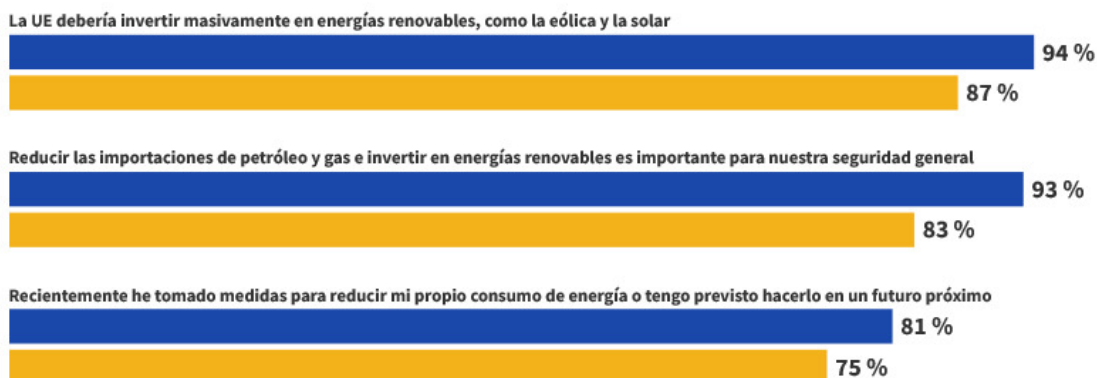 La UE debería invertir masivamente en energías renovables, como la eólica y la solar
94 %
87 %
Reducir las importaciones de petróleo y gas e invertir en energías renovables es importante para nuestra seguridad general
93 %
83 %
Recientemente he tomado medidas para reducir mi propio consumo de energía o tengo previsto hacerlo en un futuro próximo
81 %
75 %